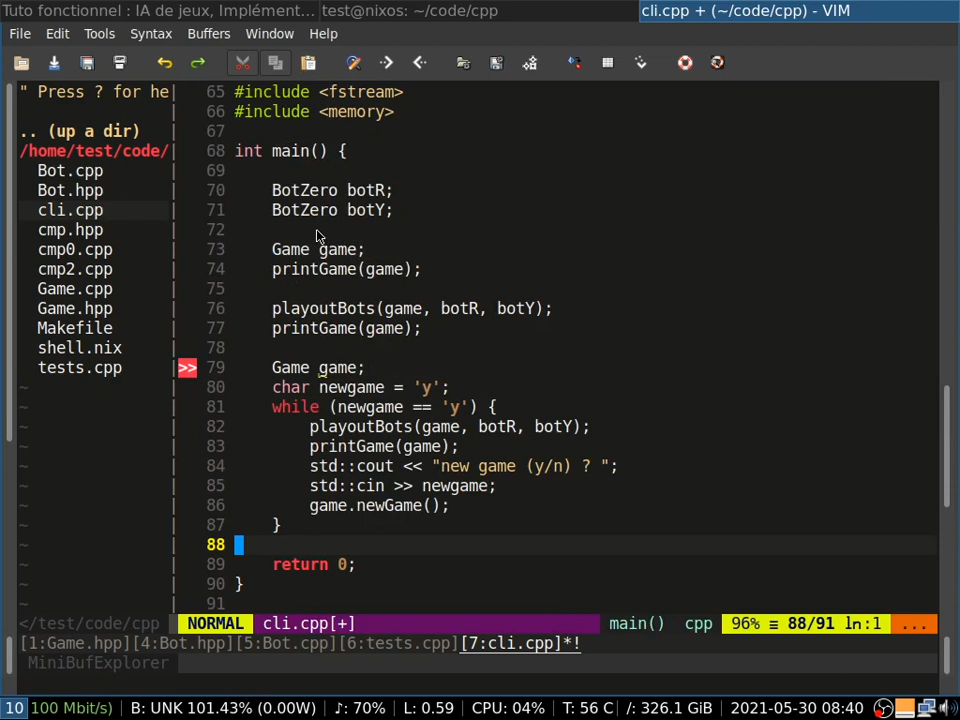 Tuto fonctionnel : IA de jeux, Implément... test@nixos: ~/code/cpp cli.cpp + (~/code/cpp) - VIM
File Edit Tools Syntax Buffers Window Help
" Press ? for he
.. (up a dir)
/home/test/code/
Bot.cpp
Bot.hpp
cli.cpp
cmp.hpp
cmp0.cpp
cmp2.cpp
Game.cpp
Game.hpp
Makefile
shell.nix
tests.cpp
~
~
~
~
~
~
~
~
~
~
~
~
65 #include <fstream>
66 #include <memory>
67
68 int main() {
69
70     BotZero botR;
71     BotZero botY;
72
73     Game game;
74     printGame(game);
75
76     playoutBots(game, botR, botY);
77     printGame(game);
78
>> 79     Game game;
80     char newgame = 'y';
81     while (newgame == 'y') {
82         playoutBots(game, botR, botY);
83         printGame(game);
84         std::cout << "new game (y/n) ? ";
85         std::cin >> newgame;
86         game.newGame();
87     }
88
89     return 0;
90 }
91
</test/code/cpp NORMAL cli.cpp[+] main() cpp 96% ≡ 88/91 ln:1 ...
[1:Game.hpp][4:Bot.hpp][5:Bot.cpp][6:tests.cpp][7:cli.cpp]*!
MiniBufExplorer
10 100 Mbit/s) B: UNK 101.43% (0.00W) ♪: 70% L: 0.59 CPU: 04% T: 56 C /: 326.1 GiB 2021-05-30 08:40